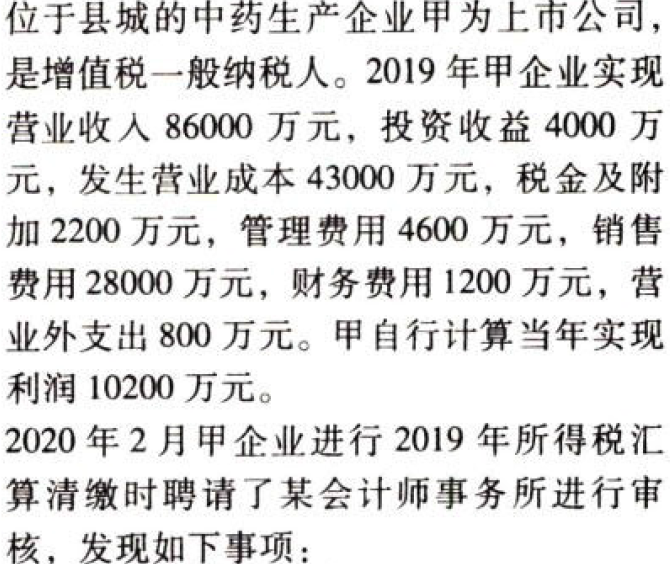 位于县城的中药生产企业甲为上市公司，
是增值税一般纳税人。2019 年甲企业实现
营业收入 86000 万元，投资收益 4000 万
元，发生营业成本 43000 万元，税金及附
加 2200 万元，管理费用 4600 万元，销售
费用 28000 万元，财务费用 1200 万元，营
业外支出 800 万元。甲自行计算当年实现
利润 10200 万元。
2020 年 2 月甲企业进行 2019 年所得税汇
算清缴时聘请了某会计师事务所进行审
核，发现如下事项：